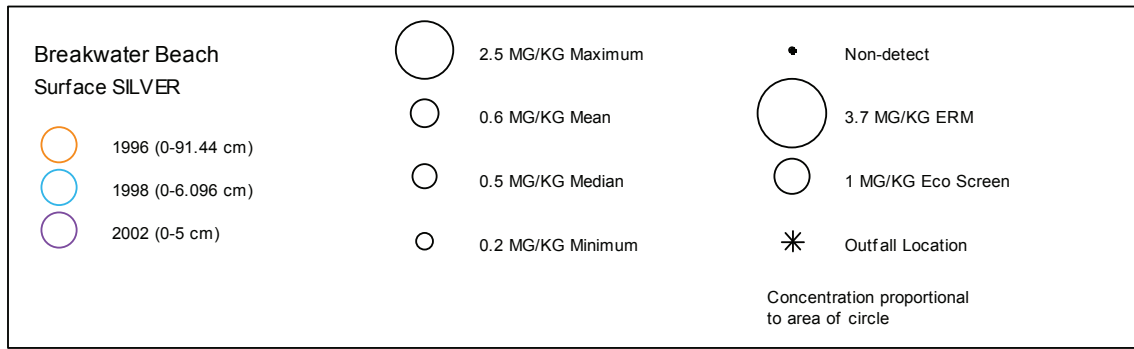 Breakwater Beach
Surface SILVER
1996 (0-91.44 cm)
1998 (0-6.096 cm)
2002 (0-5 cm)
2.5 MG/KG Maximum
0.6 MG/KG Mean
0.5 MG/KG Median
0.2 MG/KG Minimum
Non-detect
3.7 MG/KG ERM
1 MG/KG Eco Screen
Outfall Location
Concentration proportional
to area of circle